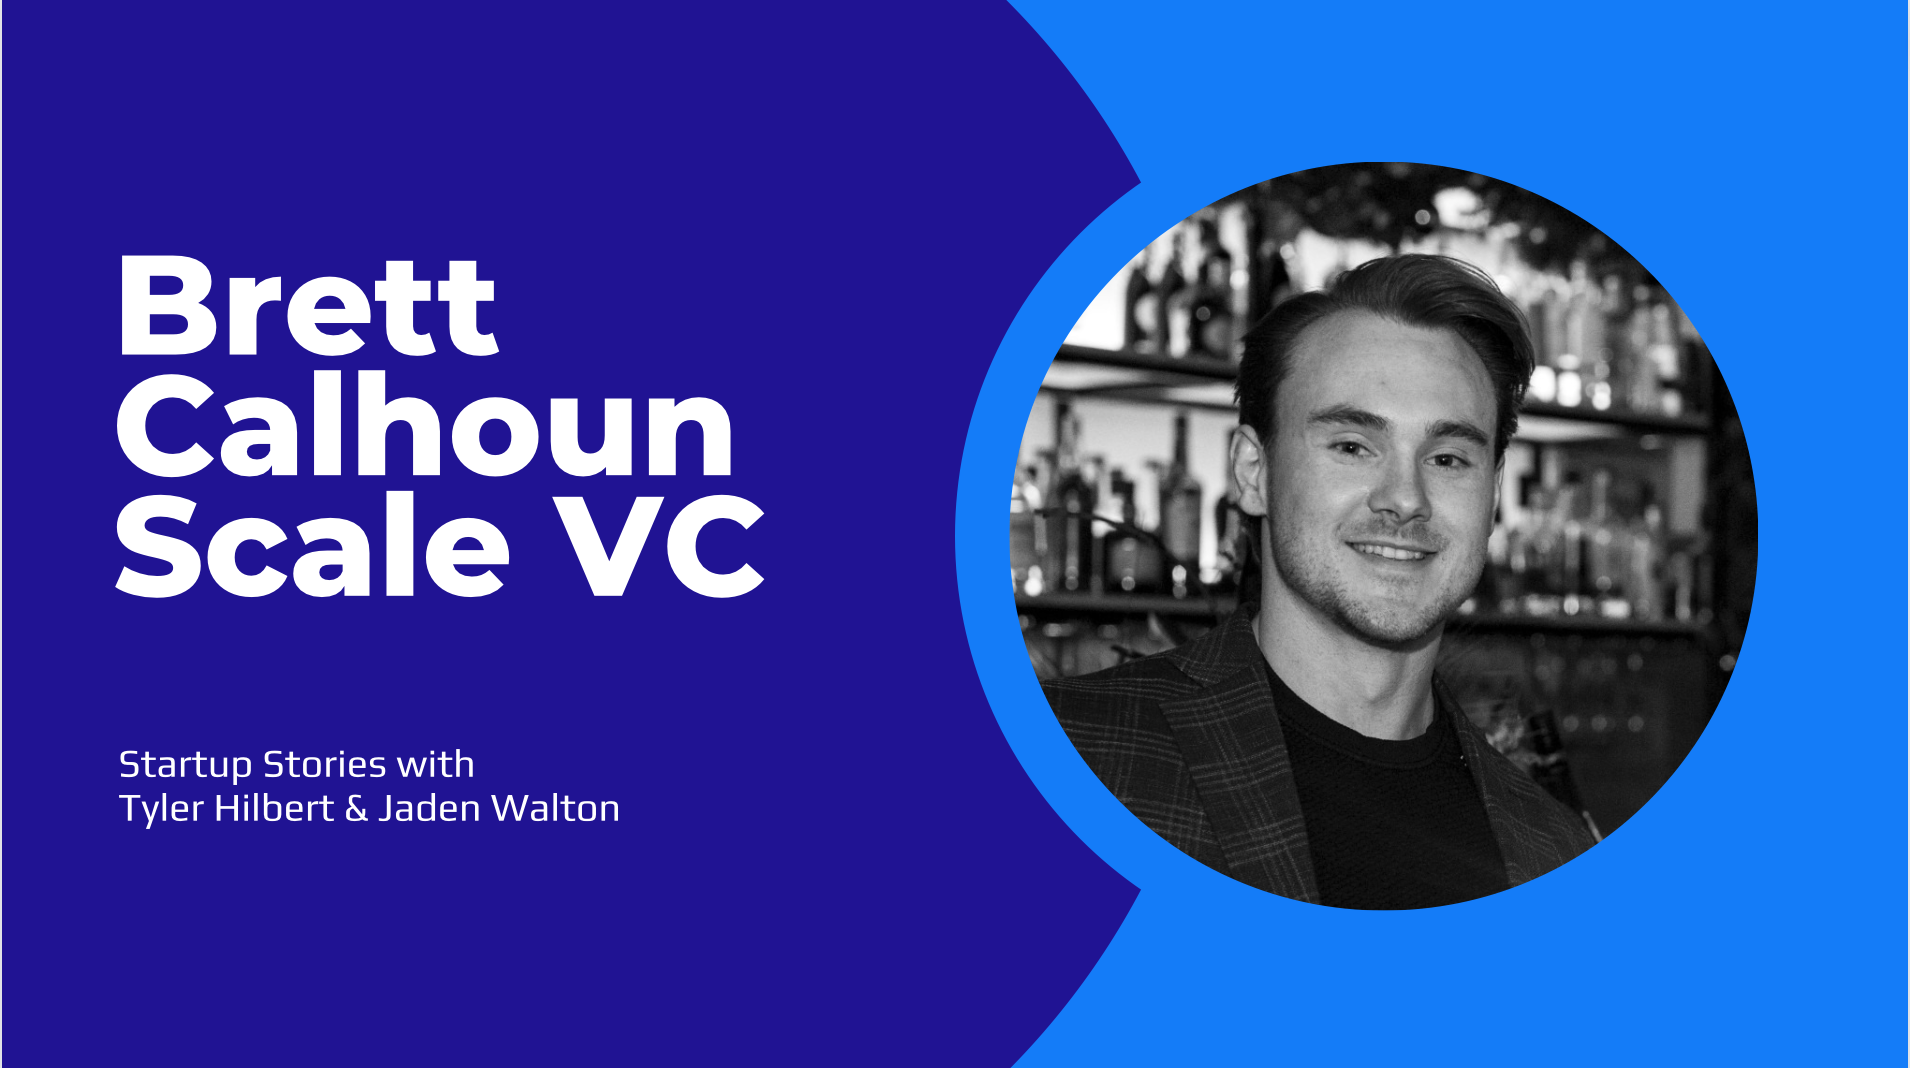 Brett
Calhoun
Scale VC
Startup Stories with
Tyler Hilbert & Jaden Walton